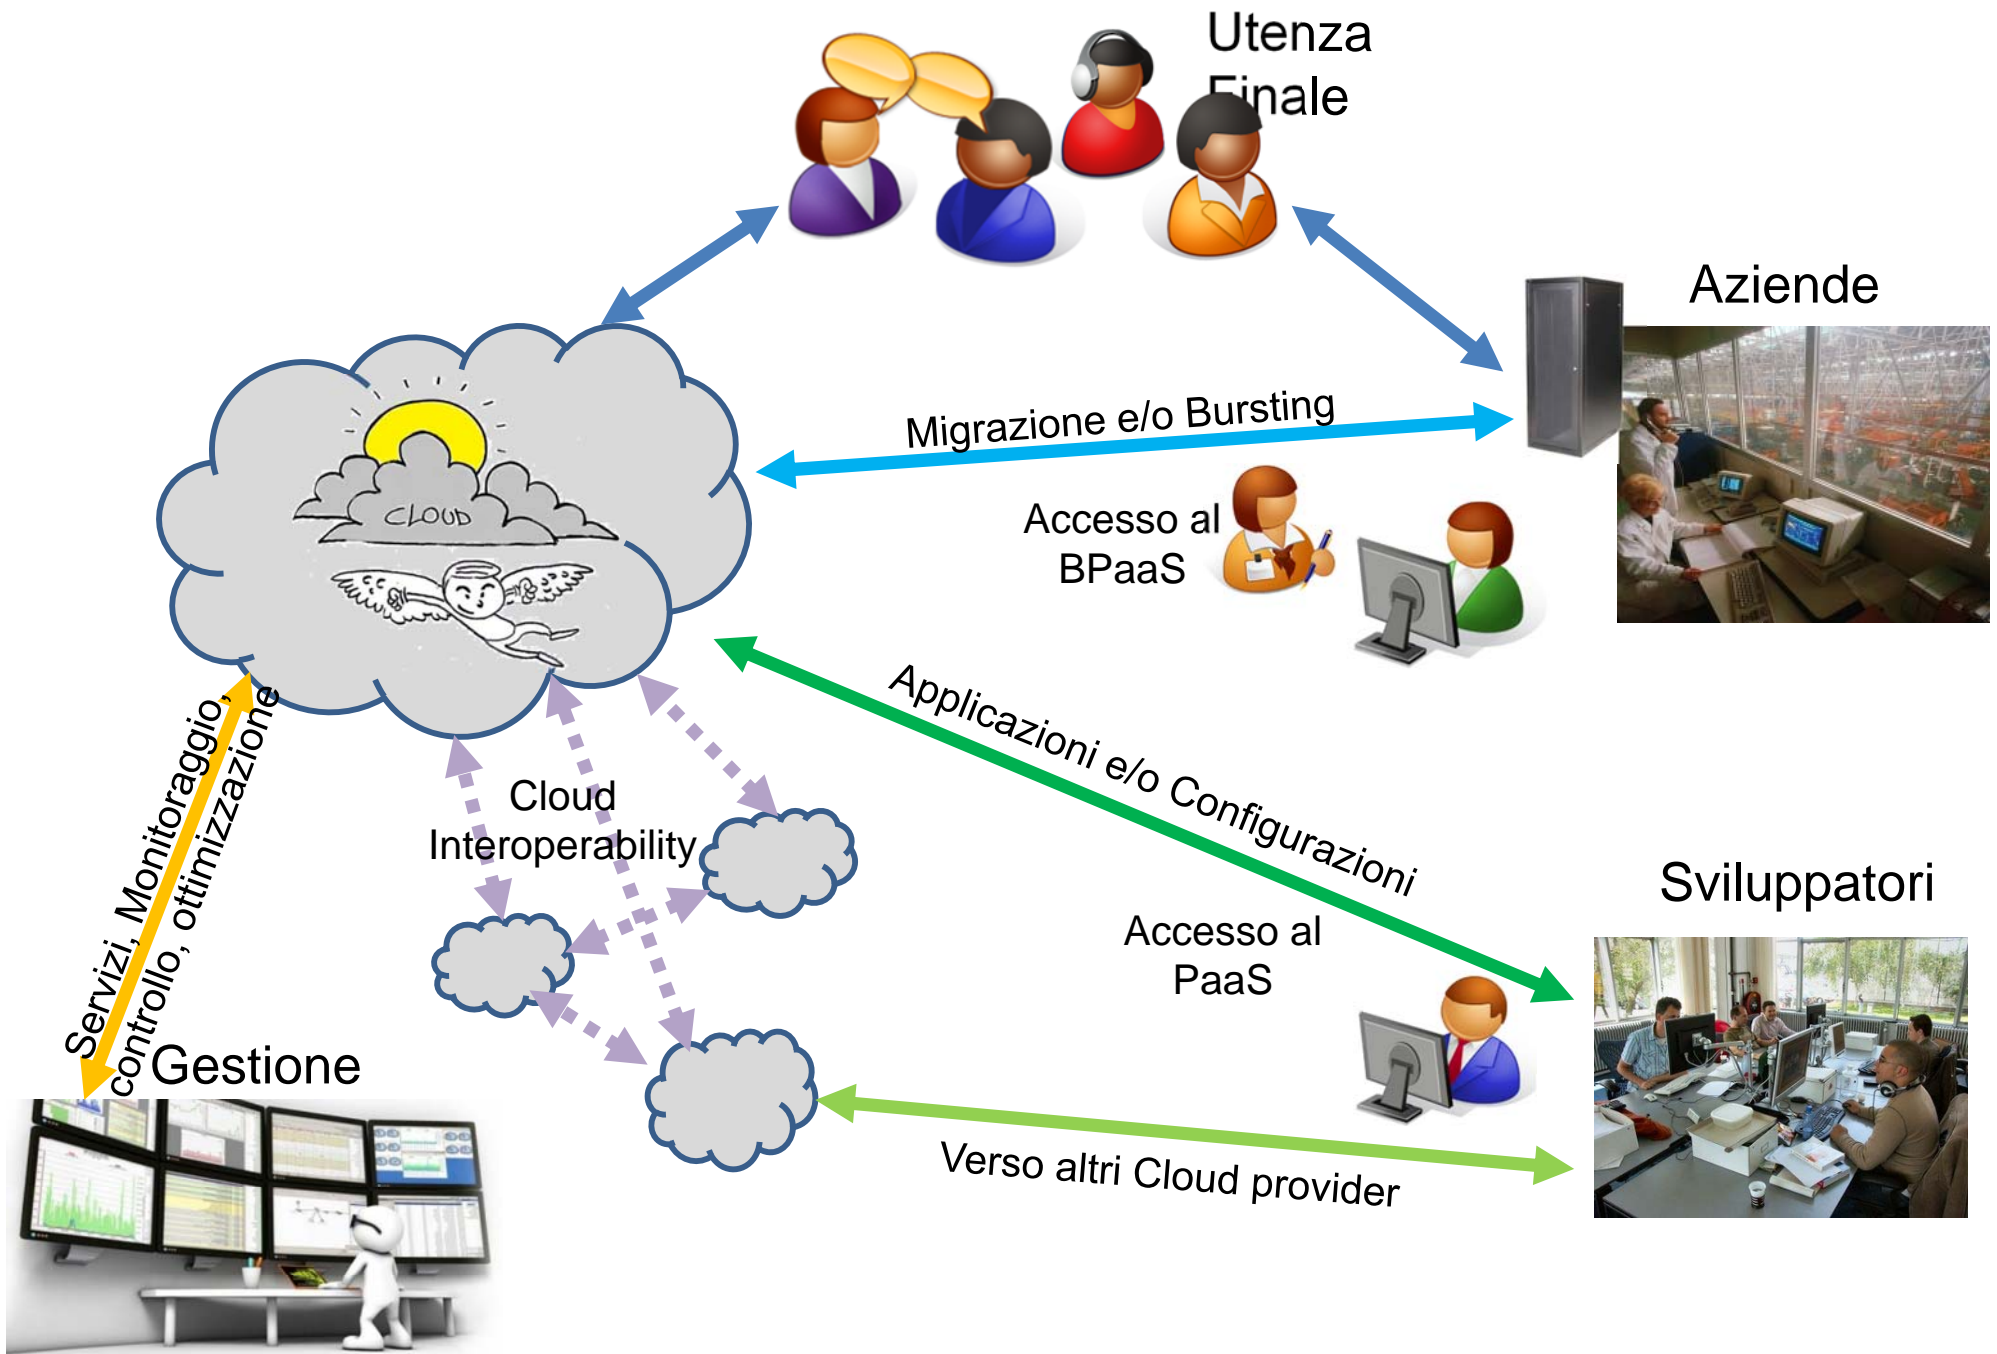 Utenza
Finale
Aziende
Migrazione e/o Bursting
CLOUD
Accesso al
BPaaS
Applicazioni e/o Configurazioni
Servizi, Monitoraggio,
controllo, ottimizzazione
Cloud
Interoperability
Sviluppatori
Accesso al
PaaS
Gestione
Verso altri Cloud provider